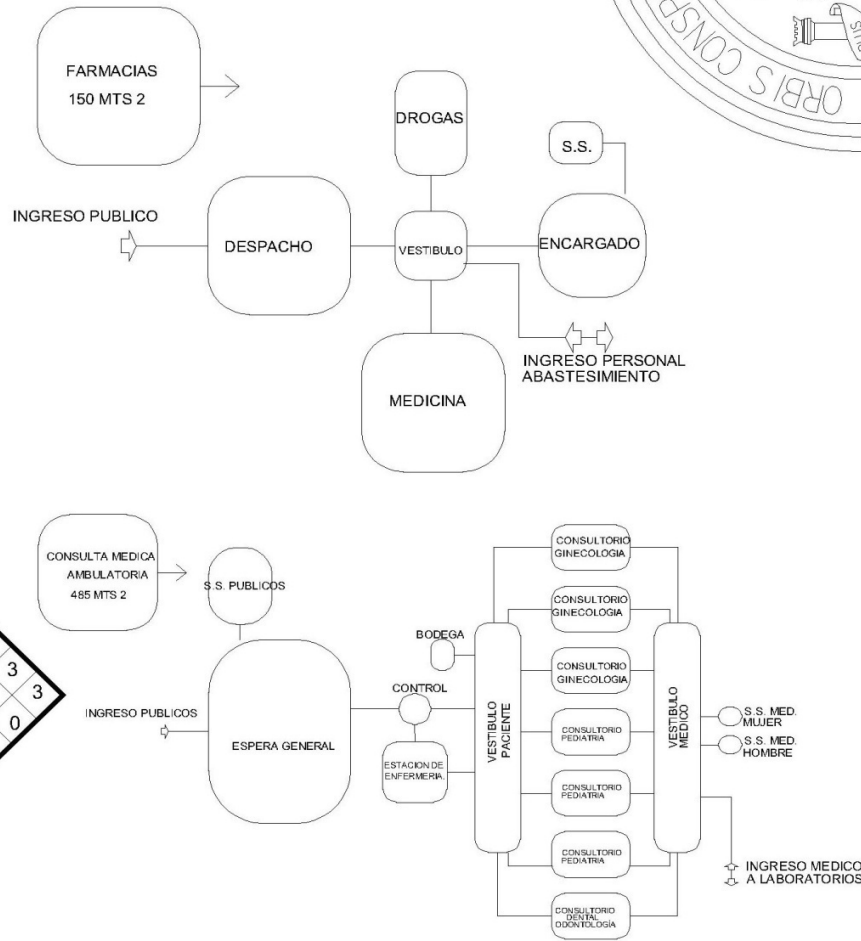 FARMACIAS
150 MTS 2
DROGAS
S.S.
INGRESO PUBLICO
DESPACHO
VESTIBULO
ENCARGADO
INGRESO PERSONAL
ABASTESIMIENTO
MEDICINA
ORBIS CONSP
CONSULTA MEDICA
AMBULATORIA
485 MTS 2
S.S. PUBLICOS
INGRESO PUBLICOS
ESPERA GENERAL
BODEGA
CONTROL
ESTACION DE
ENFERMERIA.
VESTIBULO
PACIENTE
CONSULTORIO
GINECOLOGIA
CONSULTORIO
GINECOLOGIA
CONSULTORIO
GINECOLOGIA
CONSULTORIO
PEDIATRIA
CONSULTORIO
PEDIATRIA
CONSULTORIO
PEDIATRIA
CONSULTORIO
DENTAL
ODONTOLOGÍA
VESTIBULO
MEDICO
S.S. MED.
MUJER
S.S. MED.
HOMBRE
INGRESO MEDICO
A LABORATORIOS
3
3
0